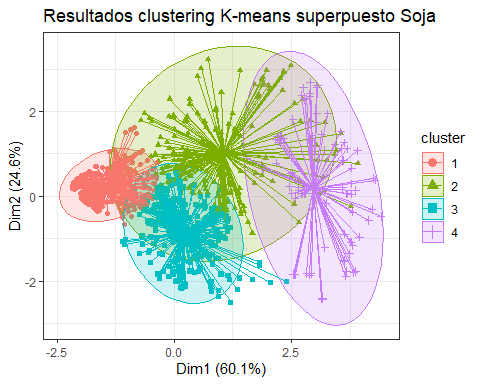 Resultados clustering K-means superpuesto Soja
Dim2 (24.6%)
2
0
-2
-2.5
0.0
2.5
Dim1 (60.1%)
cluster
1
2
3
4